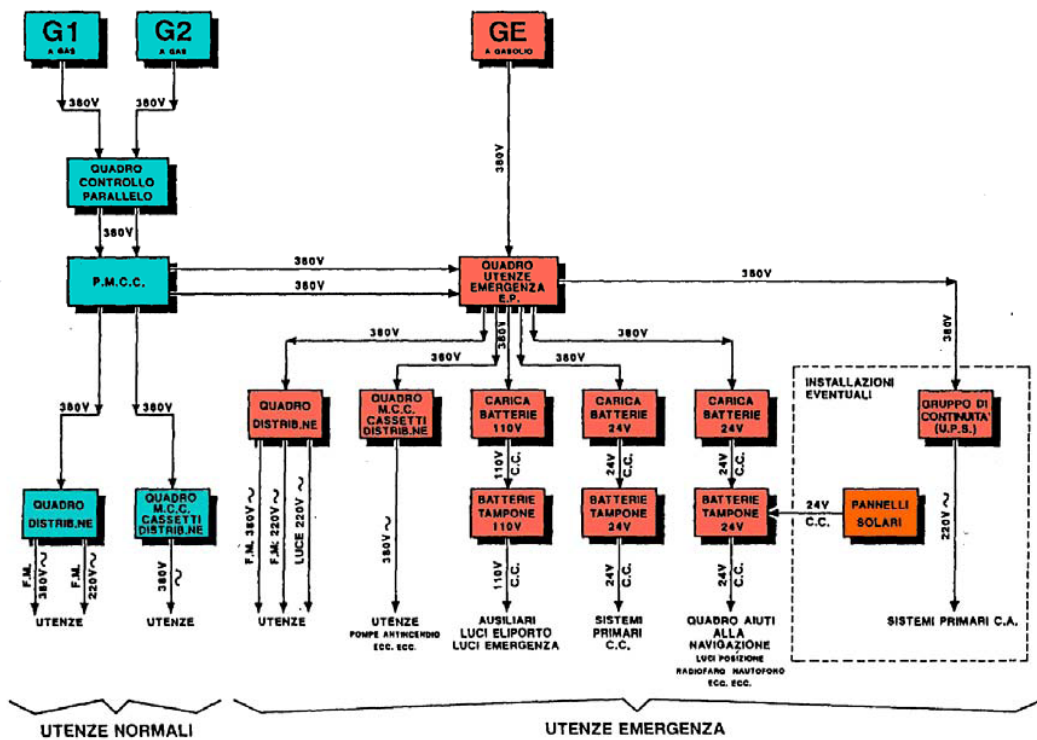 G1
A GAS
G2
A GAS
GE
A GASOLIO
380V
380V
380V
QUADRO
CONTROLLO
PARALLELO
380V
P.M.C.C.
380V
380V
QUADRO
UTENZE
EMERGENZA
E.P.
380V
380V
380V
380V
380V
380V
380V
380V
INSTALLAZIONI
EVENTUALI
380V
380V
QUADRO
DISTRIB.NE
QUADRO
M.C.C.
CASSETTI
DISTRIB.NE
CARICA
BATTERIE
110V
CARICA
BATTERIE
24V
CARICA
BATTERIE
24V
GRUPPO DI
CONTINUITA'
(U.P.S.)
110V
C.C.
24V
C.C.
24V
C.C.
QUADRO
DISTRIB.NE
QUADRO
M.C.C.
CASSETTI
DISTRIB.NE
F.M. 380V ~
F.M. 220V ~
LUCE 220V ~
380V ~
BATTERIE
TAMPONE
110V
BATTERIE
TAMPONE
24V
BATTERIE
TAMPONE
24V
24V
C.C.
PANNELLI
SOLARI
220V ~
F.M.
380V ~
F.M.
220V ~
380V ~
110V
C.C.
24V
C.C.
24V
C.C.
UTENZE
UTENZE
UTENZE
UTENZE
POMPE ANTINCENDIO
ECC. ECC.
AUSILIARI
LUCI ELIPORTO
LUCI EMERGENZA
SISTEMI
PRIMARI
C.C.
QUADRO AIUTI
ALLA
NAVIGAZIONE
LUCI POSIZIONE
RADIOFARO NAUTOFONO
ECC. ECC.
SISTEMI PRIMARI C.A.
UTENZE NORMALI
UTENZE EMERGENZA